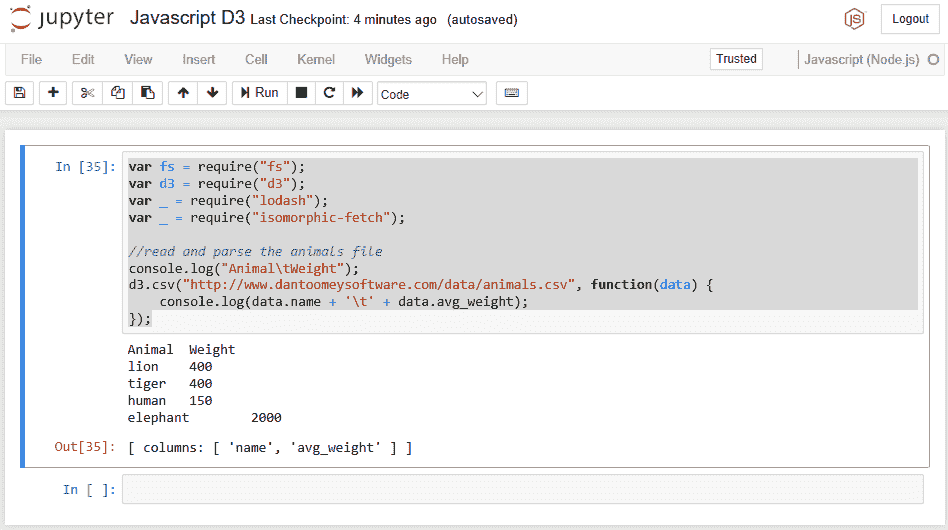 jupyter Javascript D3 Last Checkpoint: 4 minutes ago (autosaved) JS Logout
File Edit View Insert Cell Kernel Widgets Help Trusted Javascript (Node.js)
Run Code
In [35]: var fs = require("fs");
var d3 = require("d3");
var _ = require("lodash");
var _ = require("isomorphic-fetch");
//read and parse the animals file
console.log("Animal\tWeight");
d3.csv("http://www.dantoomeysoftware.com/data/animals.csv", function(data) {
    console.log(data.name + '\t' + data.avg_weight);
});
Animal  Weight
lion    400
tiger   400
human   150
elephant        2000
Out[35]: [ columns: [ 'name', 'avg_weight' ] ]
In [ ]: